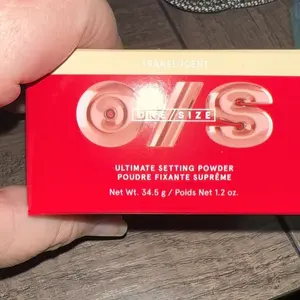 TRANSLUCENT
O/S
ONE/SIZE
ULTIMATE SETTING POWDER
POUDRE FIXANTE SUPRÊME
Net Wt. 34.5 g / Poids Net 1.2 oz.